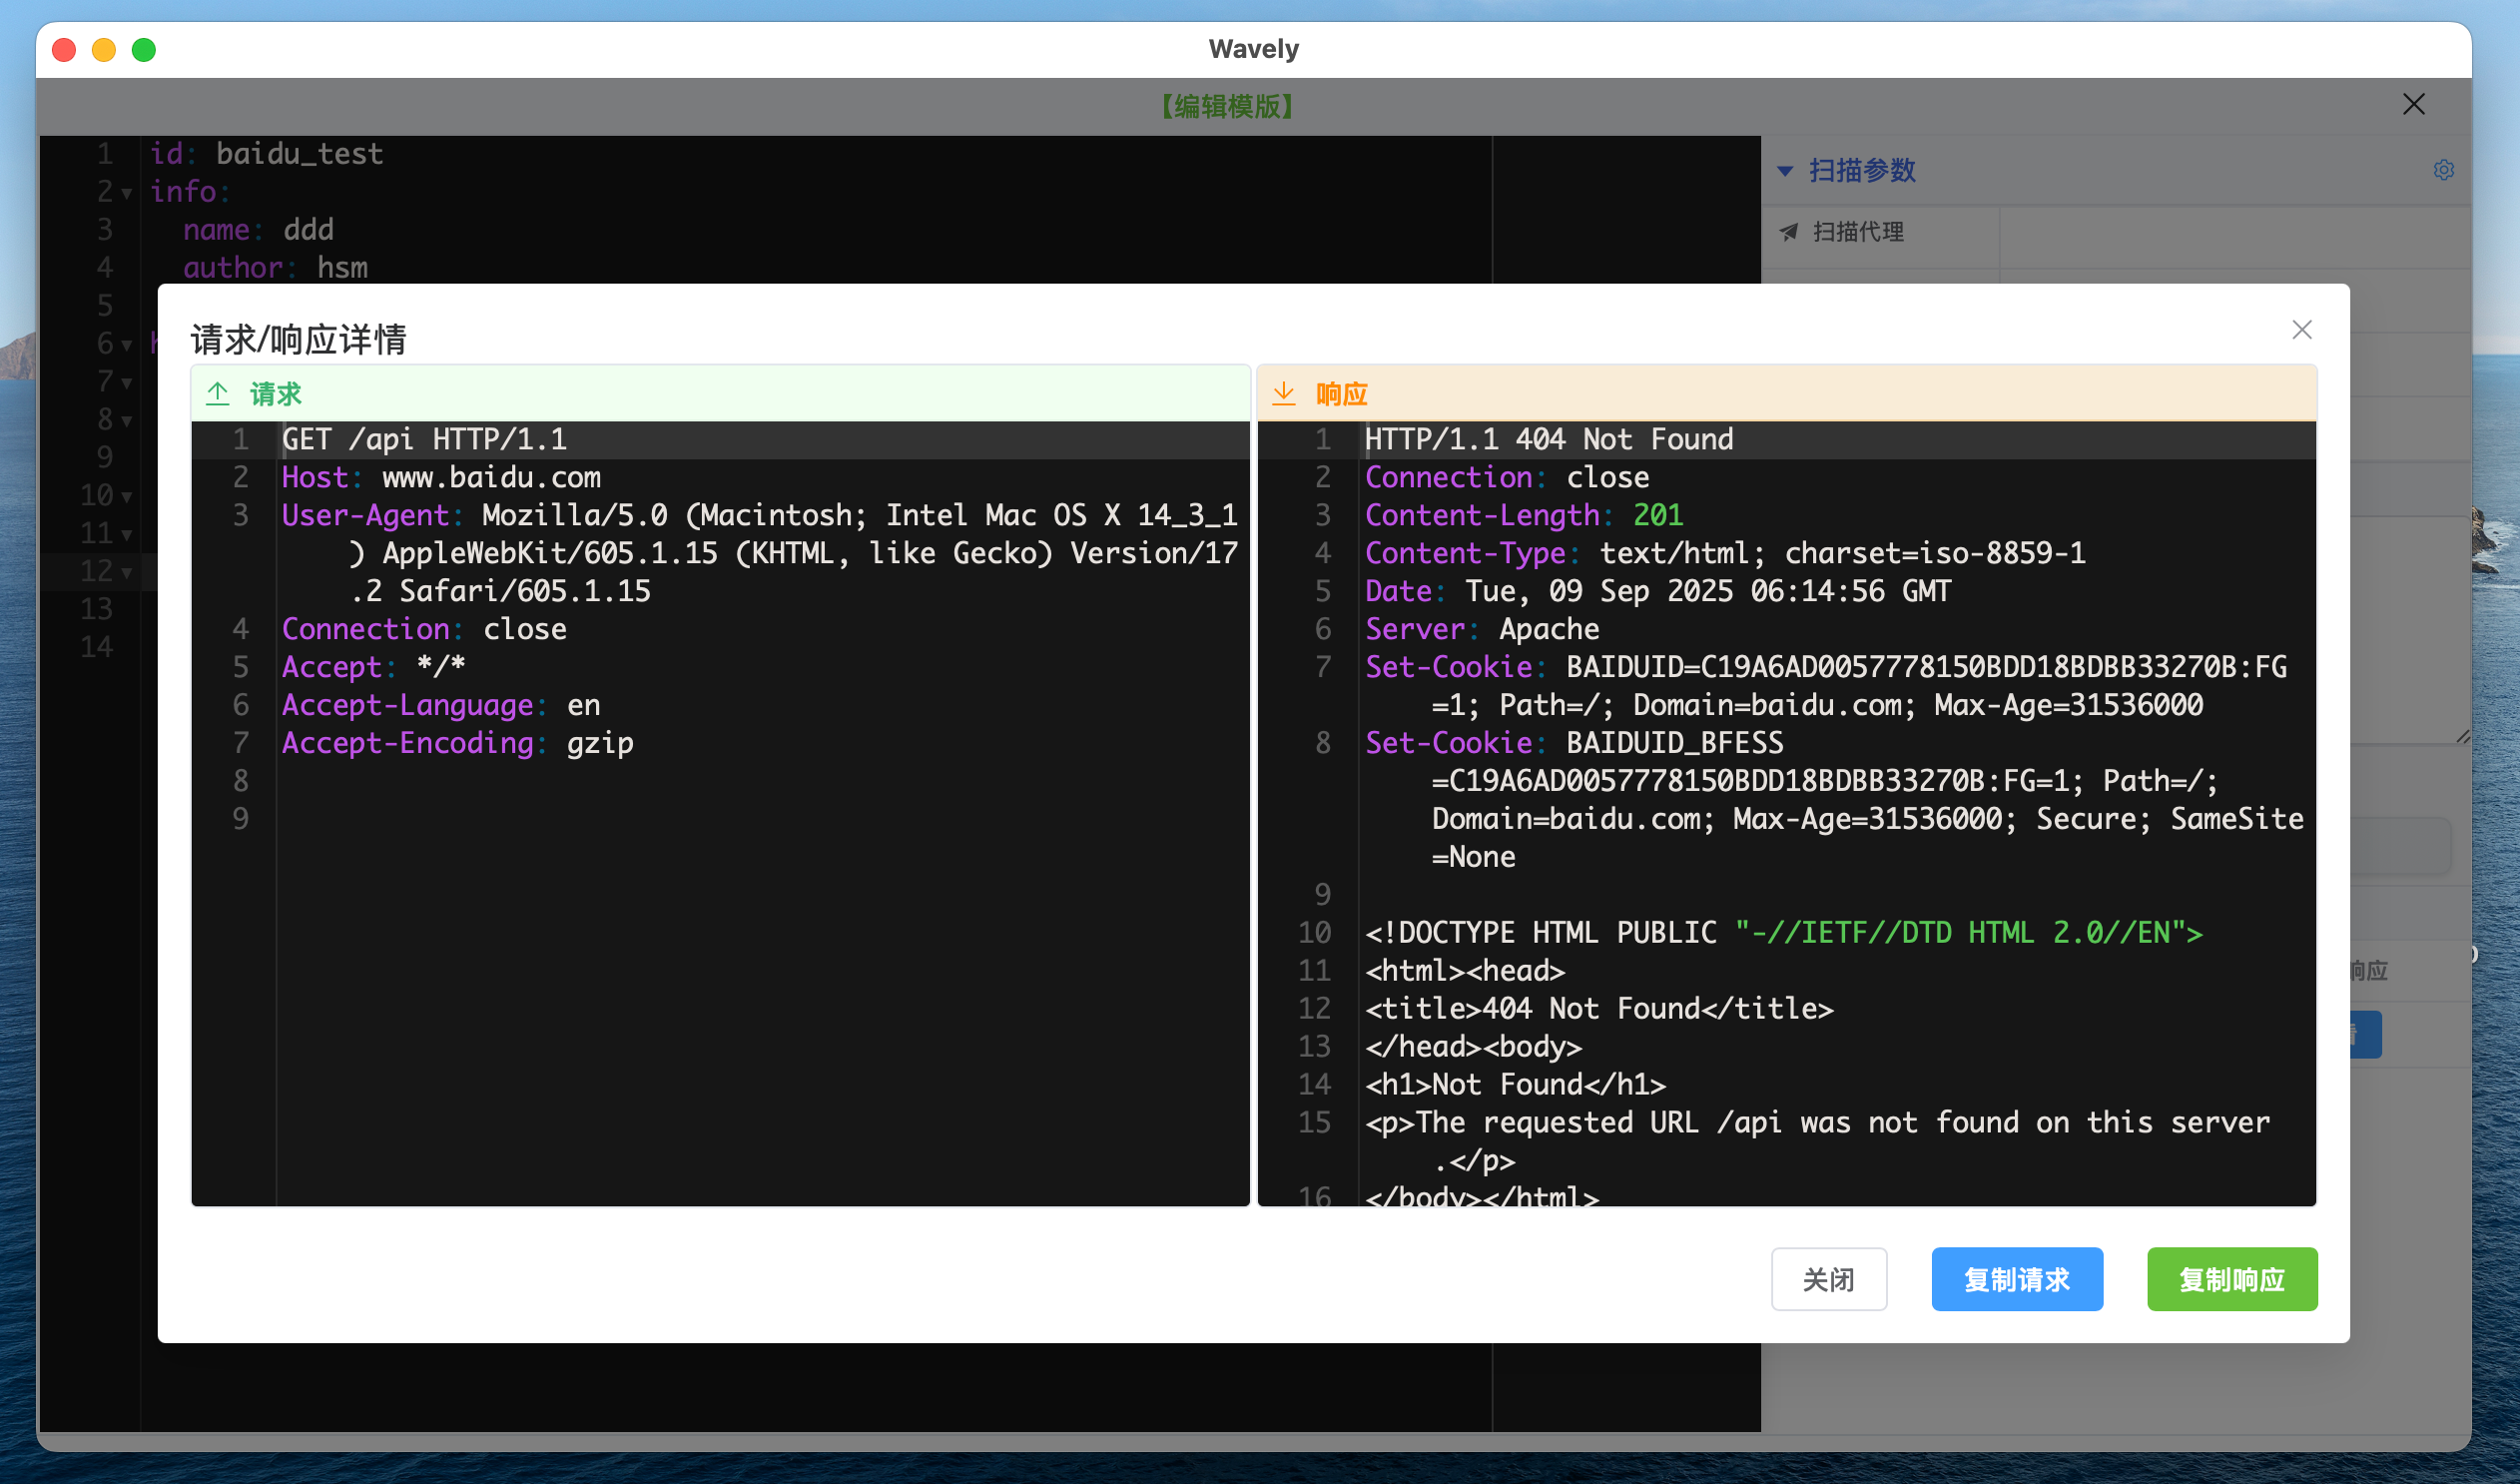 Wavely
【编辑模版】
1 id: baidu_test
2 info:
3 name: ddd
4 author: hsm
5
6
7
8
9
10
11
12
13
14
扫描参数
扫描代理
请求/响应详情
请求
1 GET /api HTTP/1.1
2 Host: www.baidu.com
3 User-Agent: Mozilla/5.0 (Macintosh; Intel Mac OS X 14_3_1
) AppleWebKit/605.1.15 (KHTML, like Gecko) Version/17
.2 Safari/605.1.15
4 Connection: close
5 Accept: */*
6 Accept-Language: en
7 Accept-Encoding: gzip
8
9
响应
1 HTTP/1.1 404 Not Found
2 Connection: close
3 Content-Length: 201
4 Content-Type: text/html; charset=iso-8859-1
5 Date: Tue, 09 Sep 2025 06:14:56 GMT
6 Server: Apache
7 Set-Cookie: BAIDUID=C19A6AD0057778150BDD18BDBB33270B:FG
=1; Path=/; Domain=baidu.com; Max-Age=31536000
8 Set-Cookie: BAIDUID_BFESS
=C19A6AD0057778150BDD18BDBB33270B:FG=1; Path=/;
Domain=baidu.com; Max-Age=31536000; Secure; SameSite
=None
9
10 <!DOCTYPE HTML PUBLIC "-//IETF//DTD HTML 2.0//EN">
11 <html><head>
12 <title>404 Not Found</title>
13 </head><body>
14 <h1>Not Found</h1>
15 <p>The requested URL /api was not found on this server
.</p>
16 </body></html>
响应
关闭
复制请求
复制响应